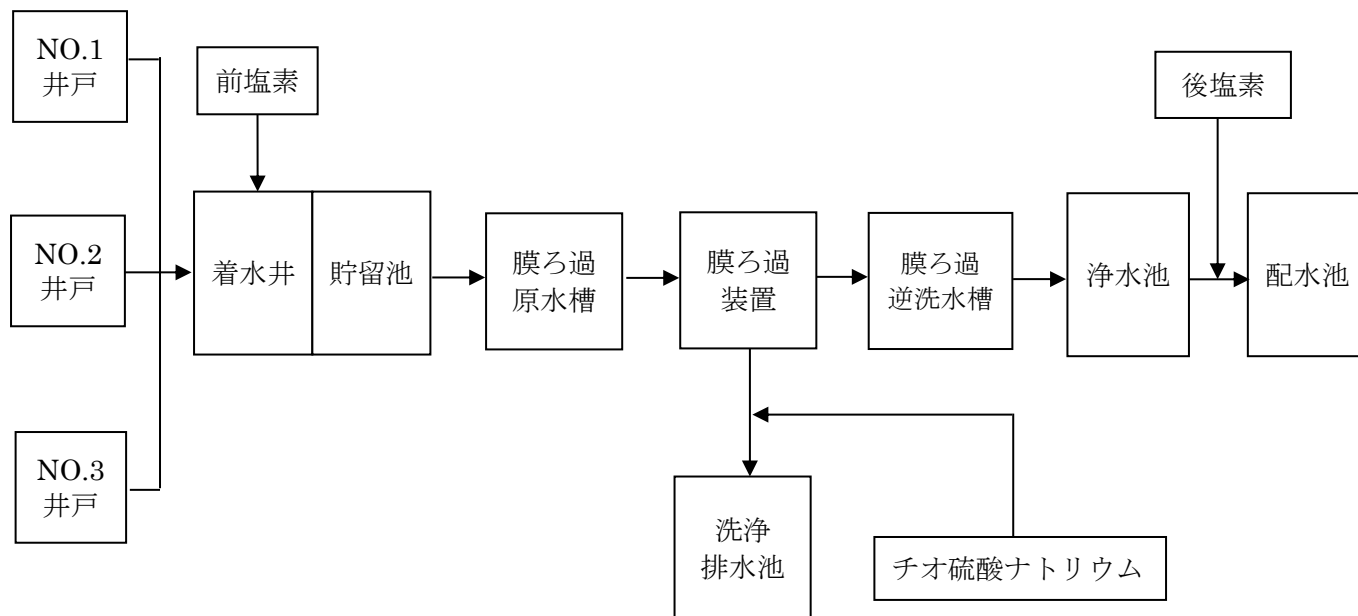 NO.1
井戸
前塩素
後塩素
NO.2
井戸
着水井
貯留池
膜ろ過
原水槽
膜ろ過
装置
膜ろ過
逆洗水槽
浄水池
配水池
NO.3
井戸
洗浄
排水池
チオ硫酸ナトリウム